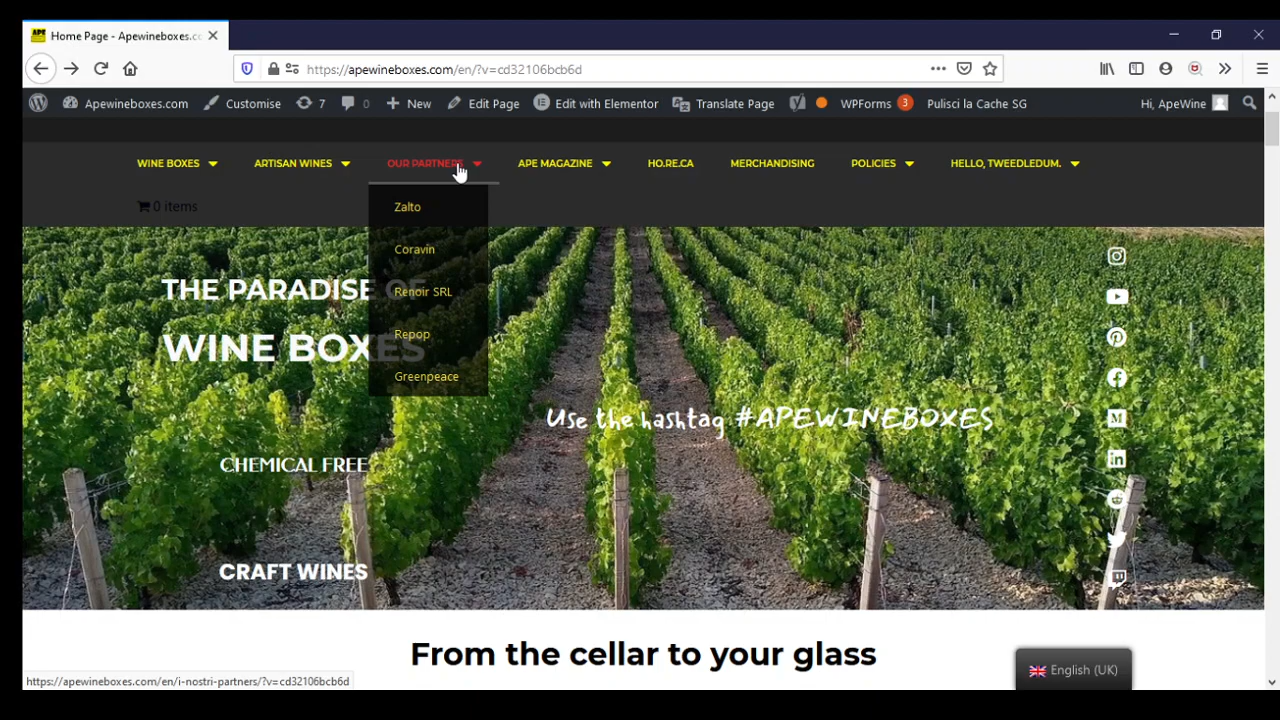 Home Page - Apewineboxes.c
https://apewineboxes.com/en/?v=cd32106bcb6d
Apewineboxes.com Customise 7 0 New Edit Page Edit with Elementor Translate Page WPForms 3 Pulisci la Cache SG Hi, ApeWine
WINE BOXES ARTISAN WINES OUR PARTNERS APE MAGAZINE HO.RE.CA MERCHANDISING POLICIES HELLO, TWEEDLEDUM.
0 items
Zalto
Coravin
Renoir SRL
Repop
Greenpeace
THE PARADISE OF
WINE BOXES
Use the hashtag #APEWINEBOXES
CHEMICAL FREE
CRAFT WINES
From the cellar to your glass
English (UK)
https://apewineboxes.com/en/i-nostri-partners/?v=cd32106bcb6d